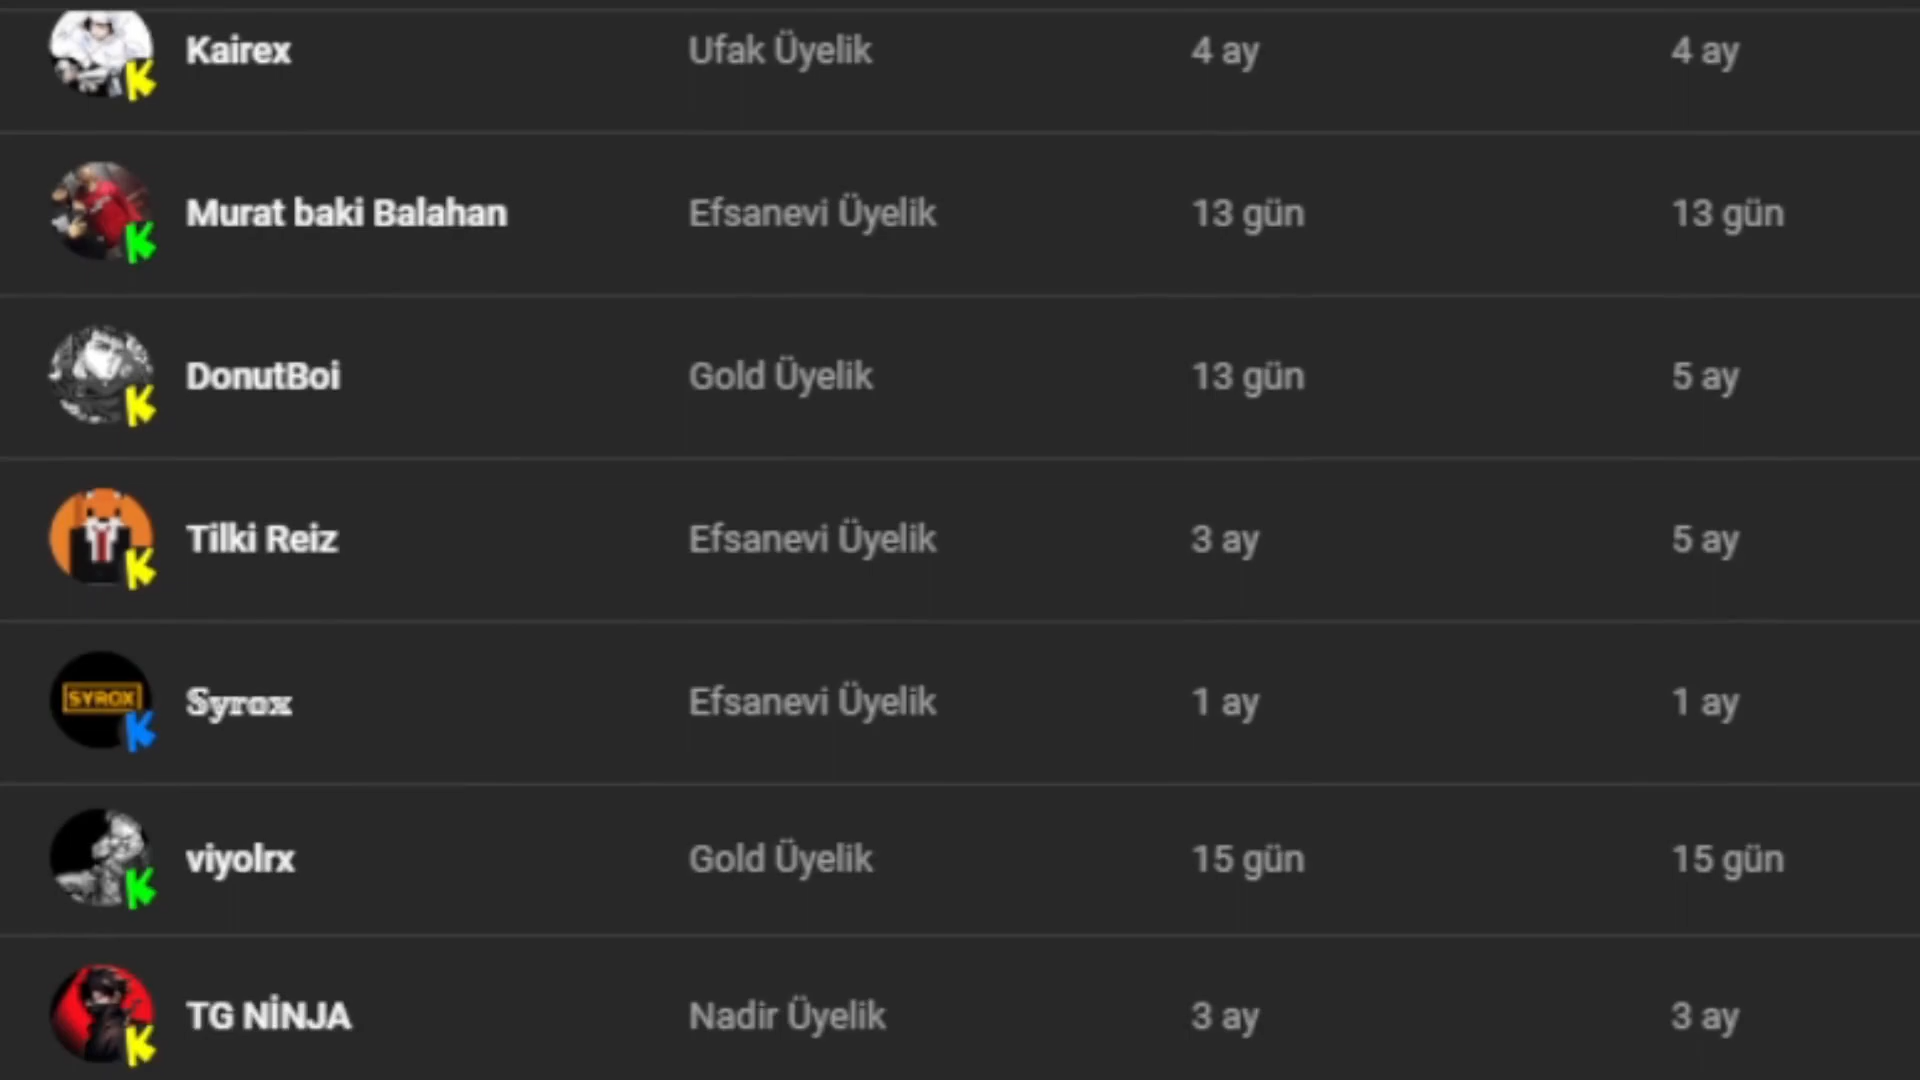 Kairex Ufak Üyelik 4 ay 4 ay
Murat baki Balahan Efsanevi Üyelik 13 gün 13 gün
DonutBoi Gold Üyelik 13 gün 5 ay
Tilki Reiz Efsanevi Üyelik 3 ay 5 ay
SYROX Syrox Efsanevi Üyelik 1 ay 1 ay
viyolrx Gold Üyelik 15 gün 15 gün
TG NİNJA Nadir Üyelik 3 ay 3 ay